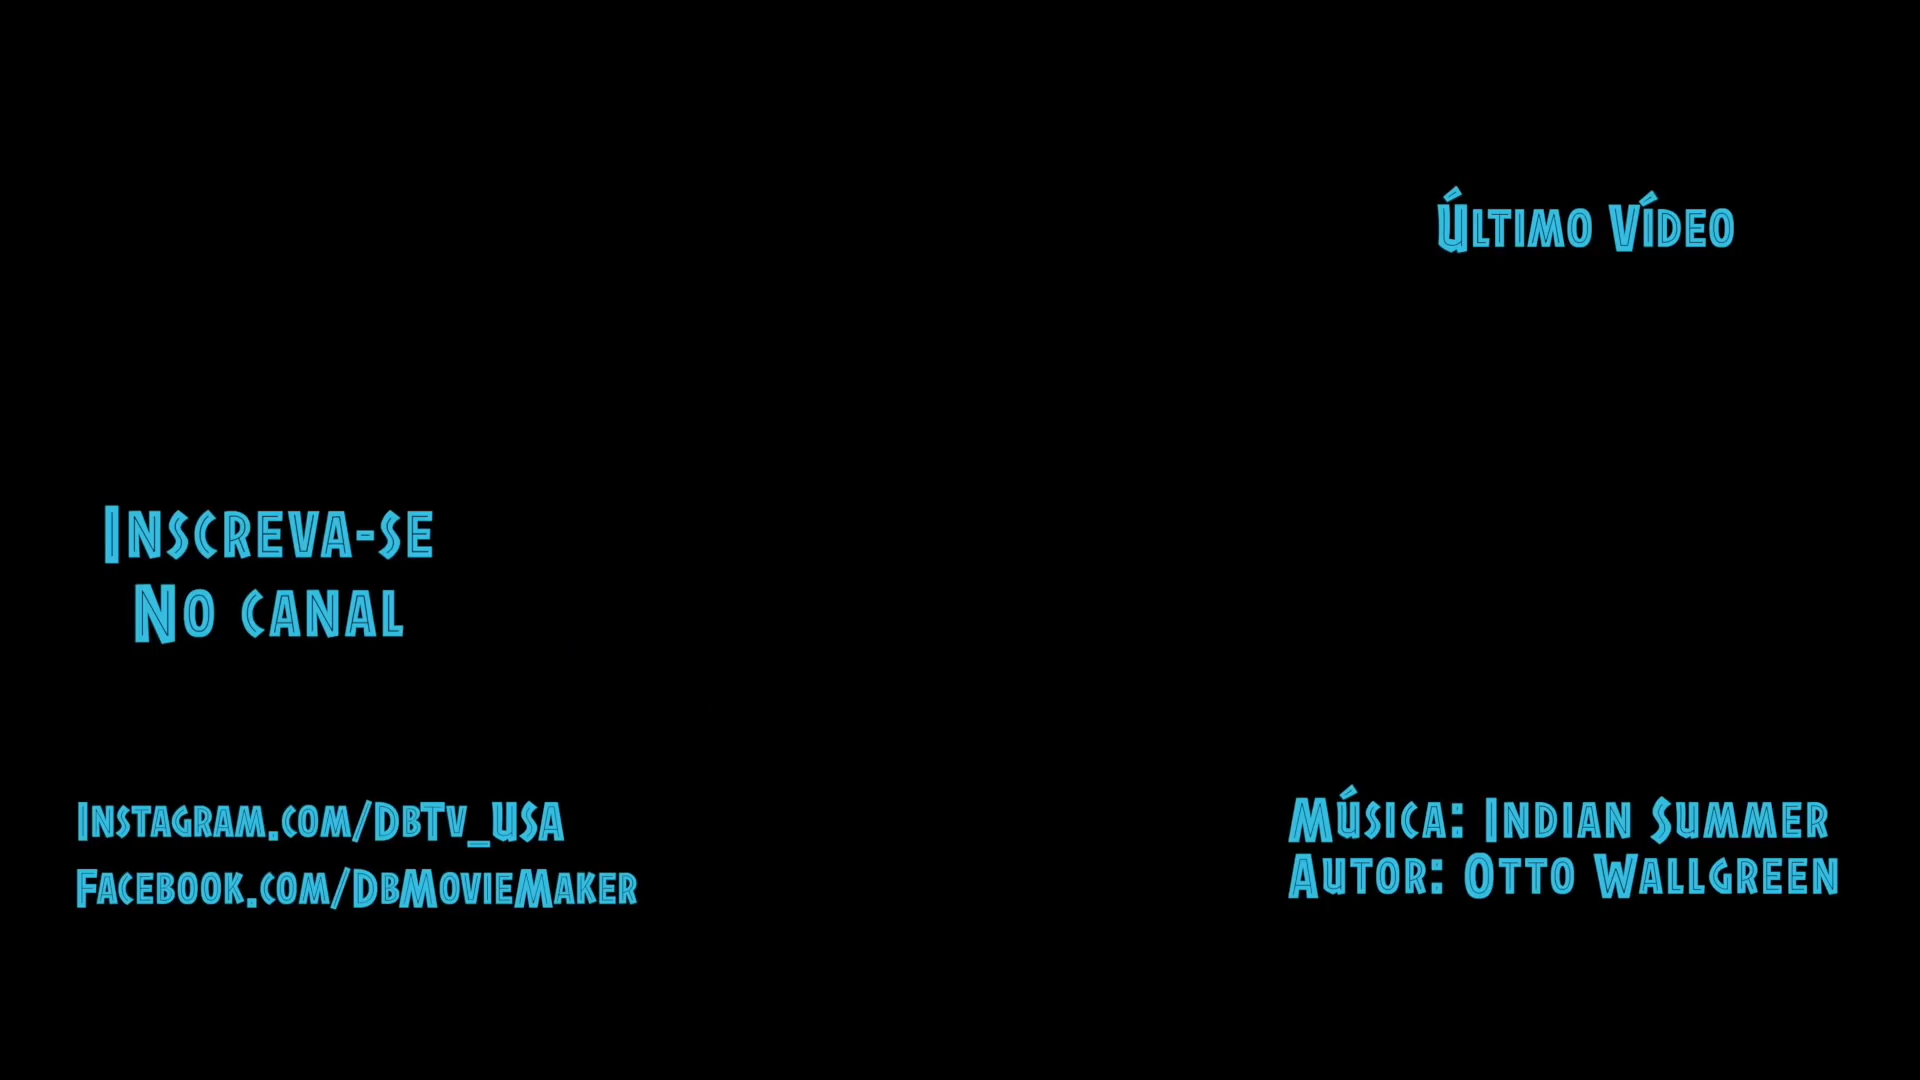 Último Vídeo
Inscreva-se
No canal
Instagram.com/DbTv_USA
Facebook.com/DbMovieMaker
Música: Indian Summer
Autor: Otto Wallgreen